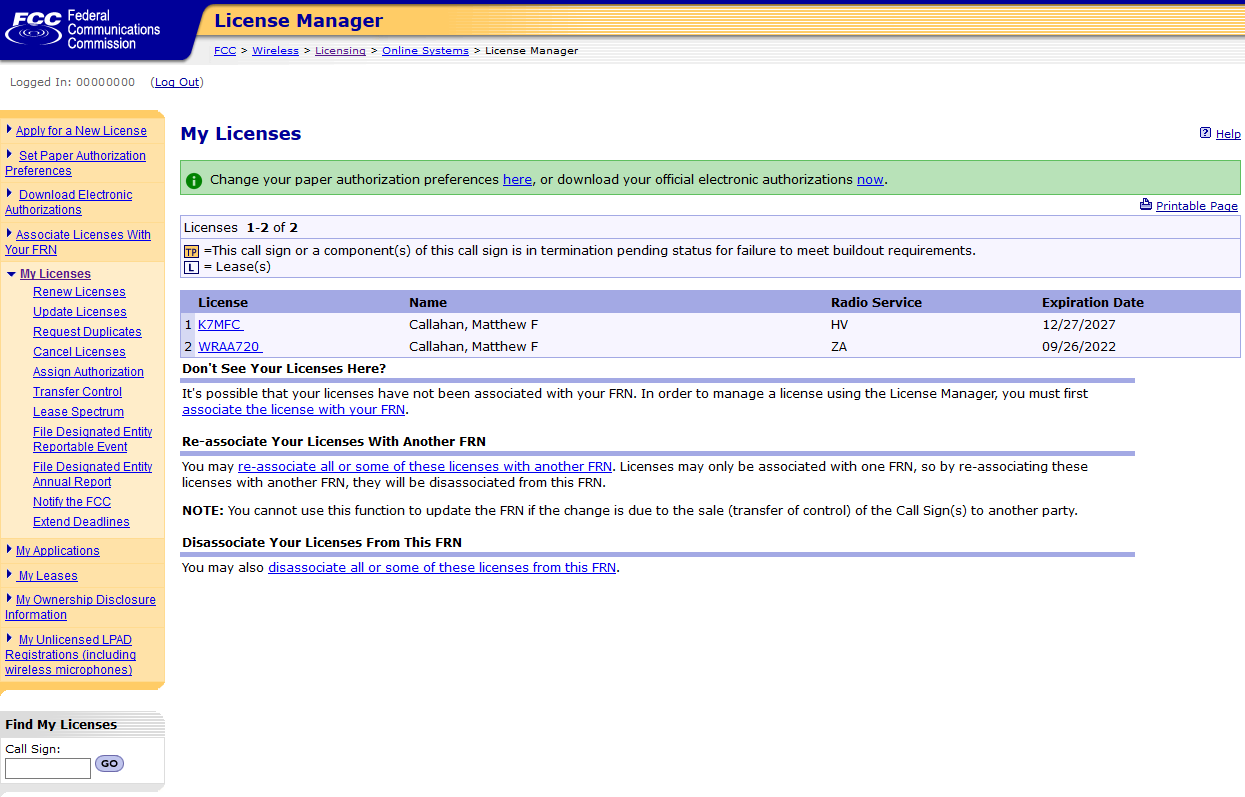 FCC Federal Communications Commission
License Manager
FCC > Wireless > Licensing > Online Systems > License Manager
Logged In: 00000000 (Log Out)
Apply for a New License
Set Paper Authorization
Preferences
Download Electronic
Authorizations
Associate Licenses With
Your FRN
My Licenses
Renew Licenses
Update Licenses
Request Duplicates
Cancel Licenses
Assign Authorization
Transfer Control
Lease Spectrum
File Designated Entity
Reportable Event
File Designated Entity
Annual Report
Notify the FCC
Extend Deadlines
My Applications
My Leases
My Ownership Disclosure
Information
My Unlicensed LPAD
Registrations (including
wireless microphones)
Find My Licenses
Call Sign:
GO
My Licenses
? Help
i Change your paper authorization preferences here, or download your official electronic authorizations now.
Printable Page
Licenses 1-2 of 2
TP =This call sign or a component(s) of this call sign is in termination pending status for failure to meet buildout requirements.
L = Lease(s)
License Name Radio Service Expiration Date
1 K7MFC Callahan, Matthew F HV 12/27/2027
2 WRAA720 Callahan, Matthew F ZA 09/26/2022
Don't See Your Licenses Here?
It's possible that your licenses have not been associated with your FRN. In order to manage a license using the License Manager, you must first
associate the license with your FRN.
Re-associate Your Licenses With Another FRN
You may re-associate all or some of these licenses with another FRN. Licenses may only be associated with one FRN, so by re-associating these
licenses with another FRN, they will be disassociated from this FRN.
NOTE: You cannot use this function to update the FRN if the change is due to the sale (transfer of control) of the Call Sign(s) to another party.
Disassociate Your Licenses From This FRN
You may also disassociate all or some of these licenses from this FRN.